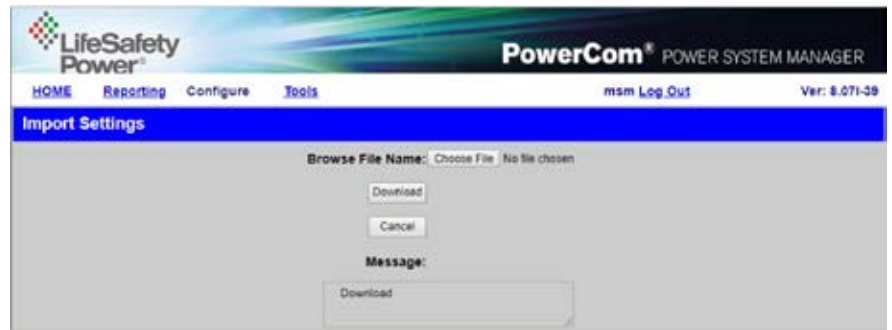 LifeSafety
Power®
PowerCom® POWER SYSTEM MANAGER
HOME Reporting Configure Tools msm Log Out Ver: 8.07I-39
Import Settings
Browse File Name: Choose File No file chosen
Download
Cancel
Message:
Download